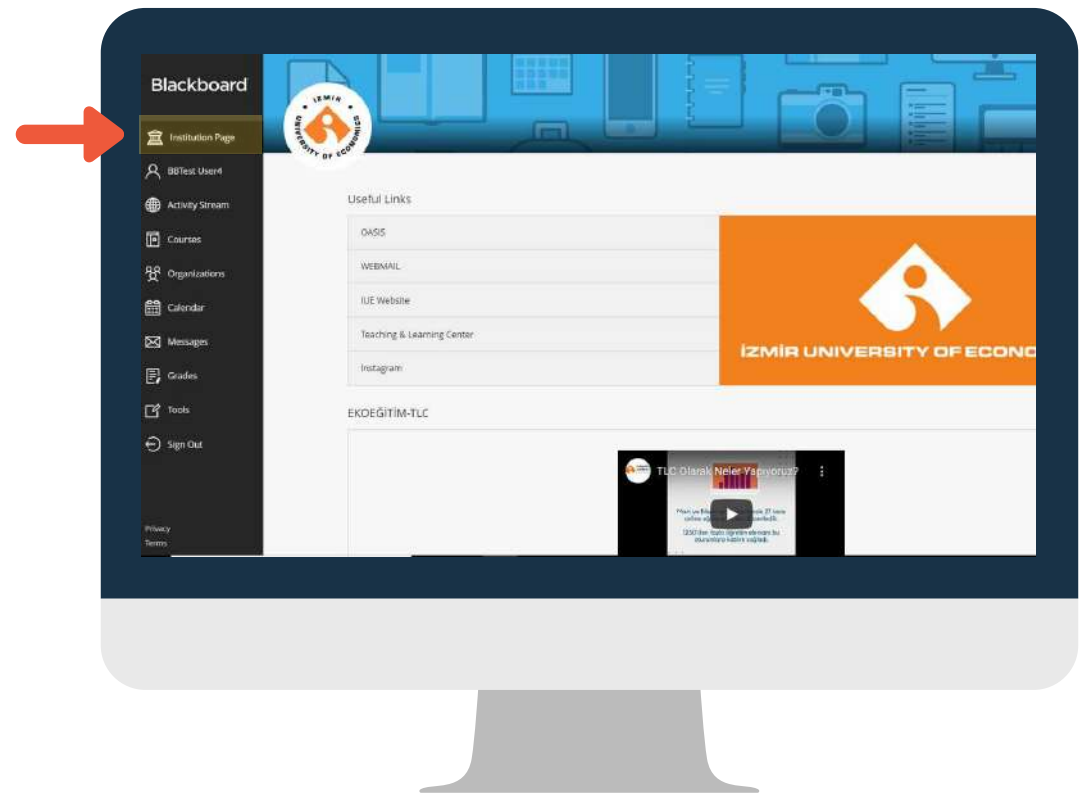 Blackboard
Institution Page
BBTest User4
Activity Stream
Courses
Organizations
Calendar
Messages
Grades
Tools
Sign Out
Privacy
Terms
IZMIR UNIVERSITY OF ECONOMICS
Useful Links
OASIS
WEBMAIL
IUE Website
Teaching & Learning Center
Instagram
İZMİR UNIVERSITY OF ECONO
EKOEĞİTİM-TLC
TLC Olarak Neler Yapıyoruz?